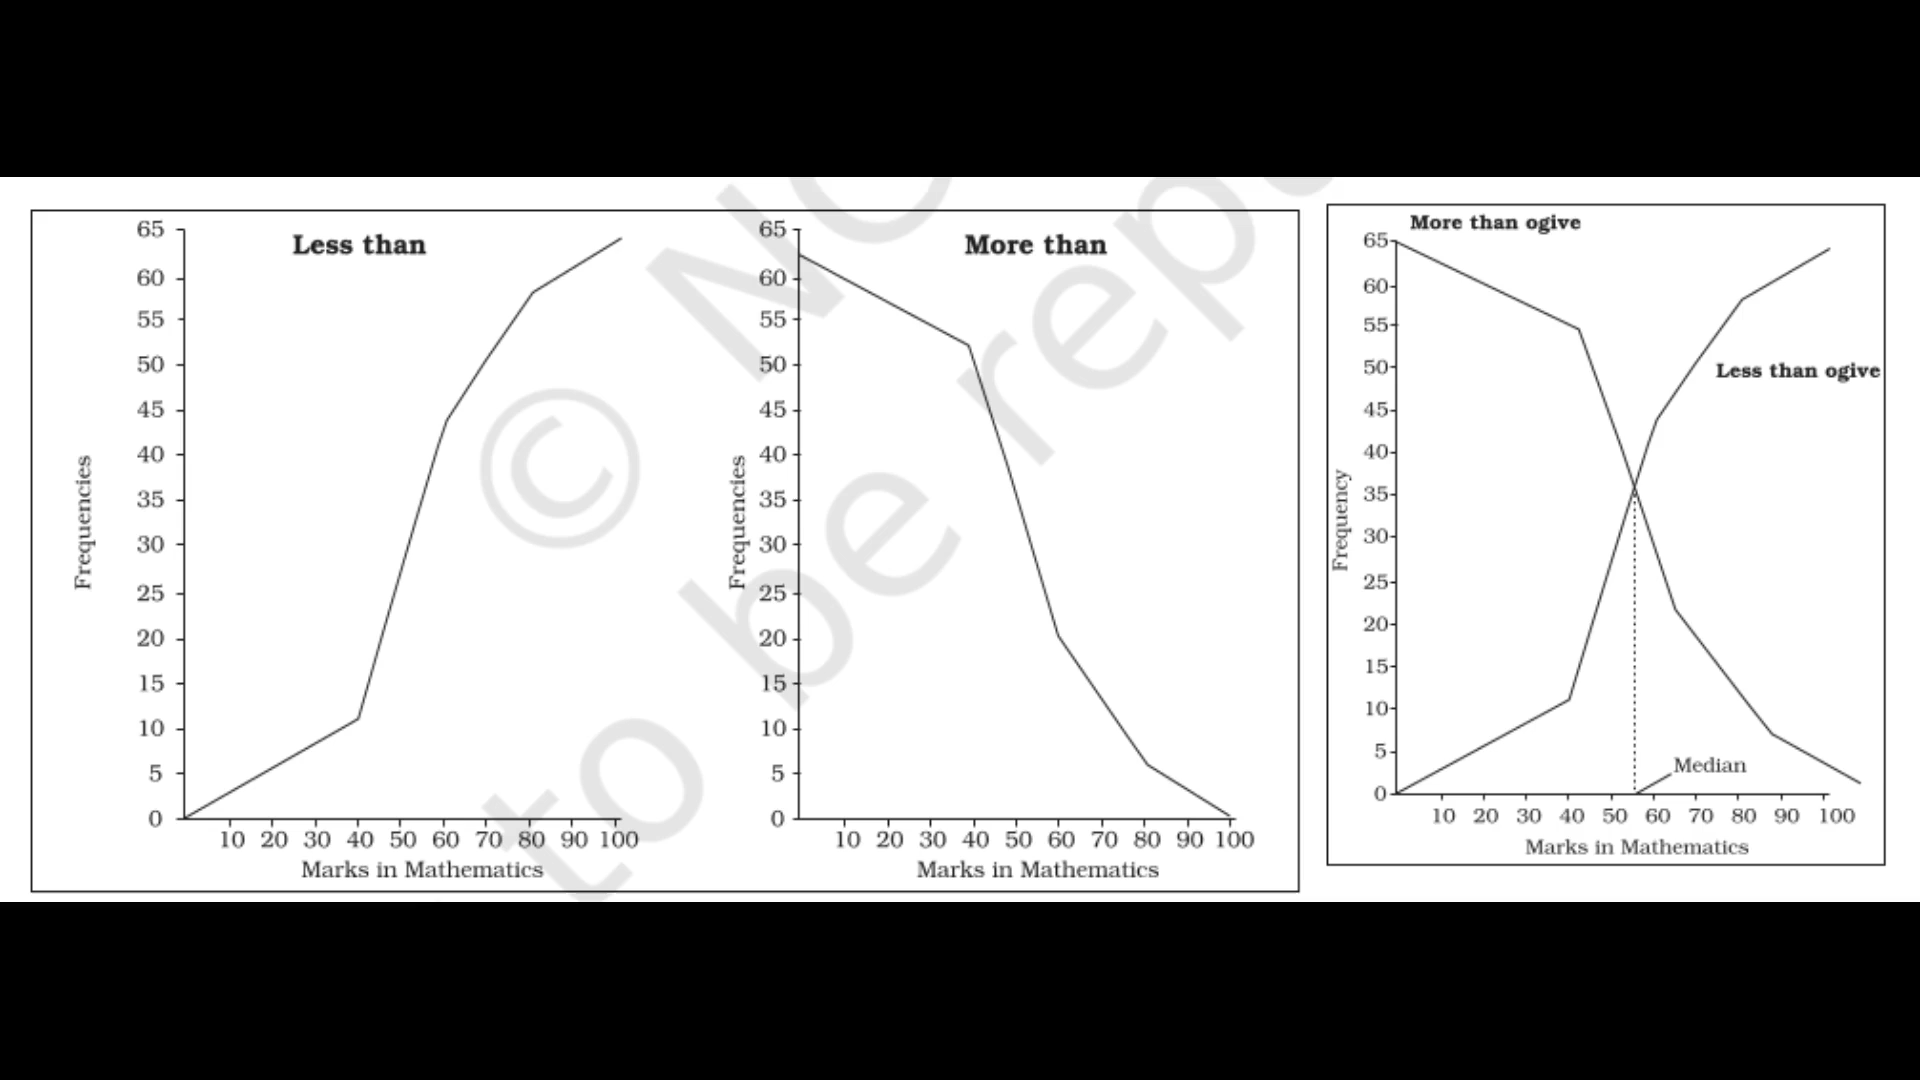 Less than
65
60
55
50
45
40
35
30
25
20
15
10
5
0
Frequencies
10 20 30 40 50 60 70 80 90 100
Marks in Mathematics
More than
65
60
55
50
45
40
35
30
25
20
15
10
5
0
Frequencies
10 20 30 40 50 60 70 80 90 100
Marks in Mathematics
More than ogive
65
60
55
50
45
40
35
30
25
20
15
10
5
0
Frequency
Less than ogive
Median
10 20 30 40 50 60 70 80 90 100
Marks in Mathematics
©
to be